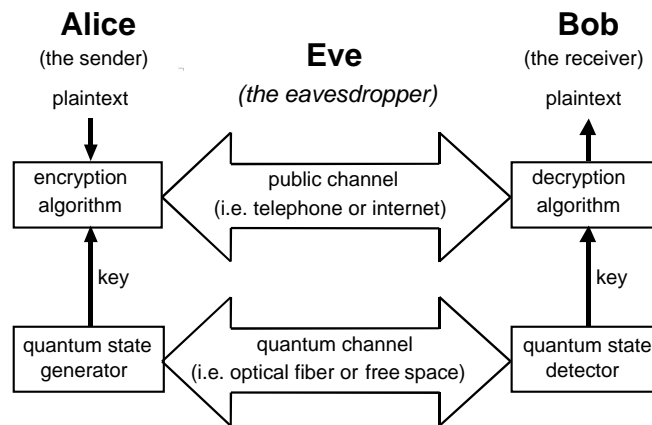 Alice
(the sender)
plaintext
encryption
algorithm
key
quantum state
generator
Eve
(the eavesdropper)
public channel
(i.e. telephone or internet)
quantum channel
(i.e. optical fiber or free space)
Bob
(the receiver)
plaintext
decryption
algorithm
key
quantum state
detector